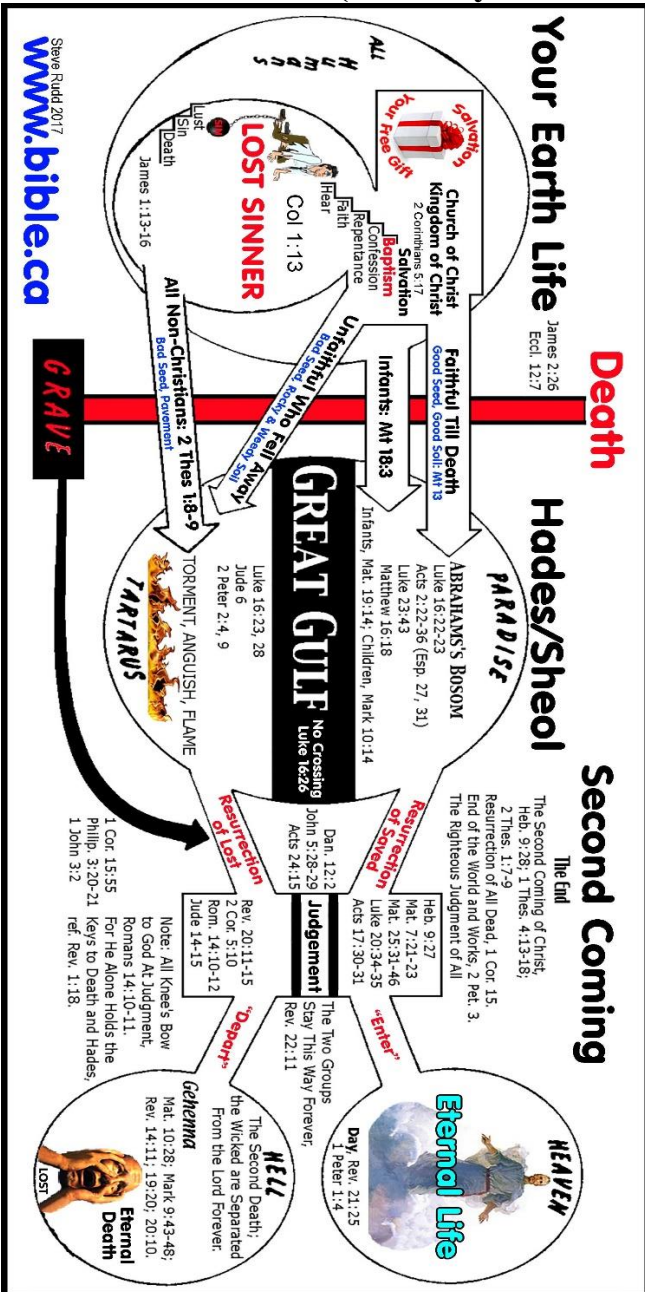 Your Earth Life
James 2:26
Eccl. 12:7
Death
Hades/Sheol
Second Coming
ALL
Humans
Salvation
Your Free Gift
Church of Christ
Kingdom of Christ
2 Corinthians 5:17
Salvation
Baptism
Confession
Repentance
Faith
Hear
Col 1:13
SIN
LOST SINNER
Lust
Sin
Death
James 1:13-16
Faithful Till Death
Good Seed, Good Soil: Mt 13
Infants: Mt 18:3
Unfaithful Who Fell Away
Bad Seed, Rocky & Weedy Soil
All Non-Christians: 2 Thes 1:8-9
Bad Seed, Pavement
GRAVE
PARADISE
ABRAHAMS'S BOSOM
Luke 16:22-23
Acts 2:22-36 (Esp. 27, 31)
Luke 23:43
Matthew 16:18
Infants, Mat. 19:14; Children, Mark 10:14
GREAT GULF
No Crossing
Luke 16:26
Luke 16:23, 28
Jude 6
2 Peter 2:4, 9
TORMENT, ANGUISH, FLAME
TARTARUS
The End
The Second Coming of Christ,
Heb. 9:28; 1 Thes. 4:13-18;
2 Thes. 1:7-9
Resurrection of All Dead, 1 Cor. 15.
End of the World and Works, 2 Pet. 3.
The Righteous Judgment of All
Resurrection
of Saved
Dan. 12:2
John 5:28-29
Acts 24:15
Resurrection
of Lost
1 Cor. 15:55
Phillip. 3:20-21
1 John 3:2
Heb. 9:27
Mat. 7:21-23
Mat. 25:31-46
Luke 20:34-35
Acts 17:30-31
Judgement
Rev. 20:11-15
2 Cor. 5:10
Rom. 14:10-12
Jude 14-15
Note: All Knee's Bow
to God At Judgment,
Romans 14:10-11.
For He Alone Holds the
Keys to Death and Hades,
ref. Rev. 1:18.
"Enter"
The Two Groups
Stay This Way Forever,
Rev. 22:11
"Depart"
HEAVEN
Eternal Life
Day, Rev. 21:25
1 Peter 1:4
HELL
The Second Death;
the Wicked are Separated
From the Lord Forever.
Gehenna
Mat. 10:28; Mark 9:43-48;
Rev. 14:11; 19:20; 20:10.
Eternal
Death
LOST
Steve Rudd 2017
www.bible.ca